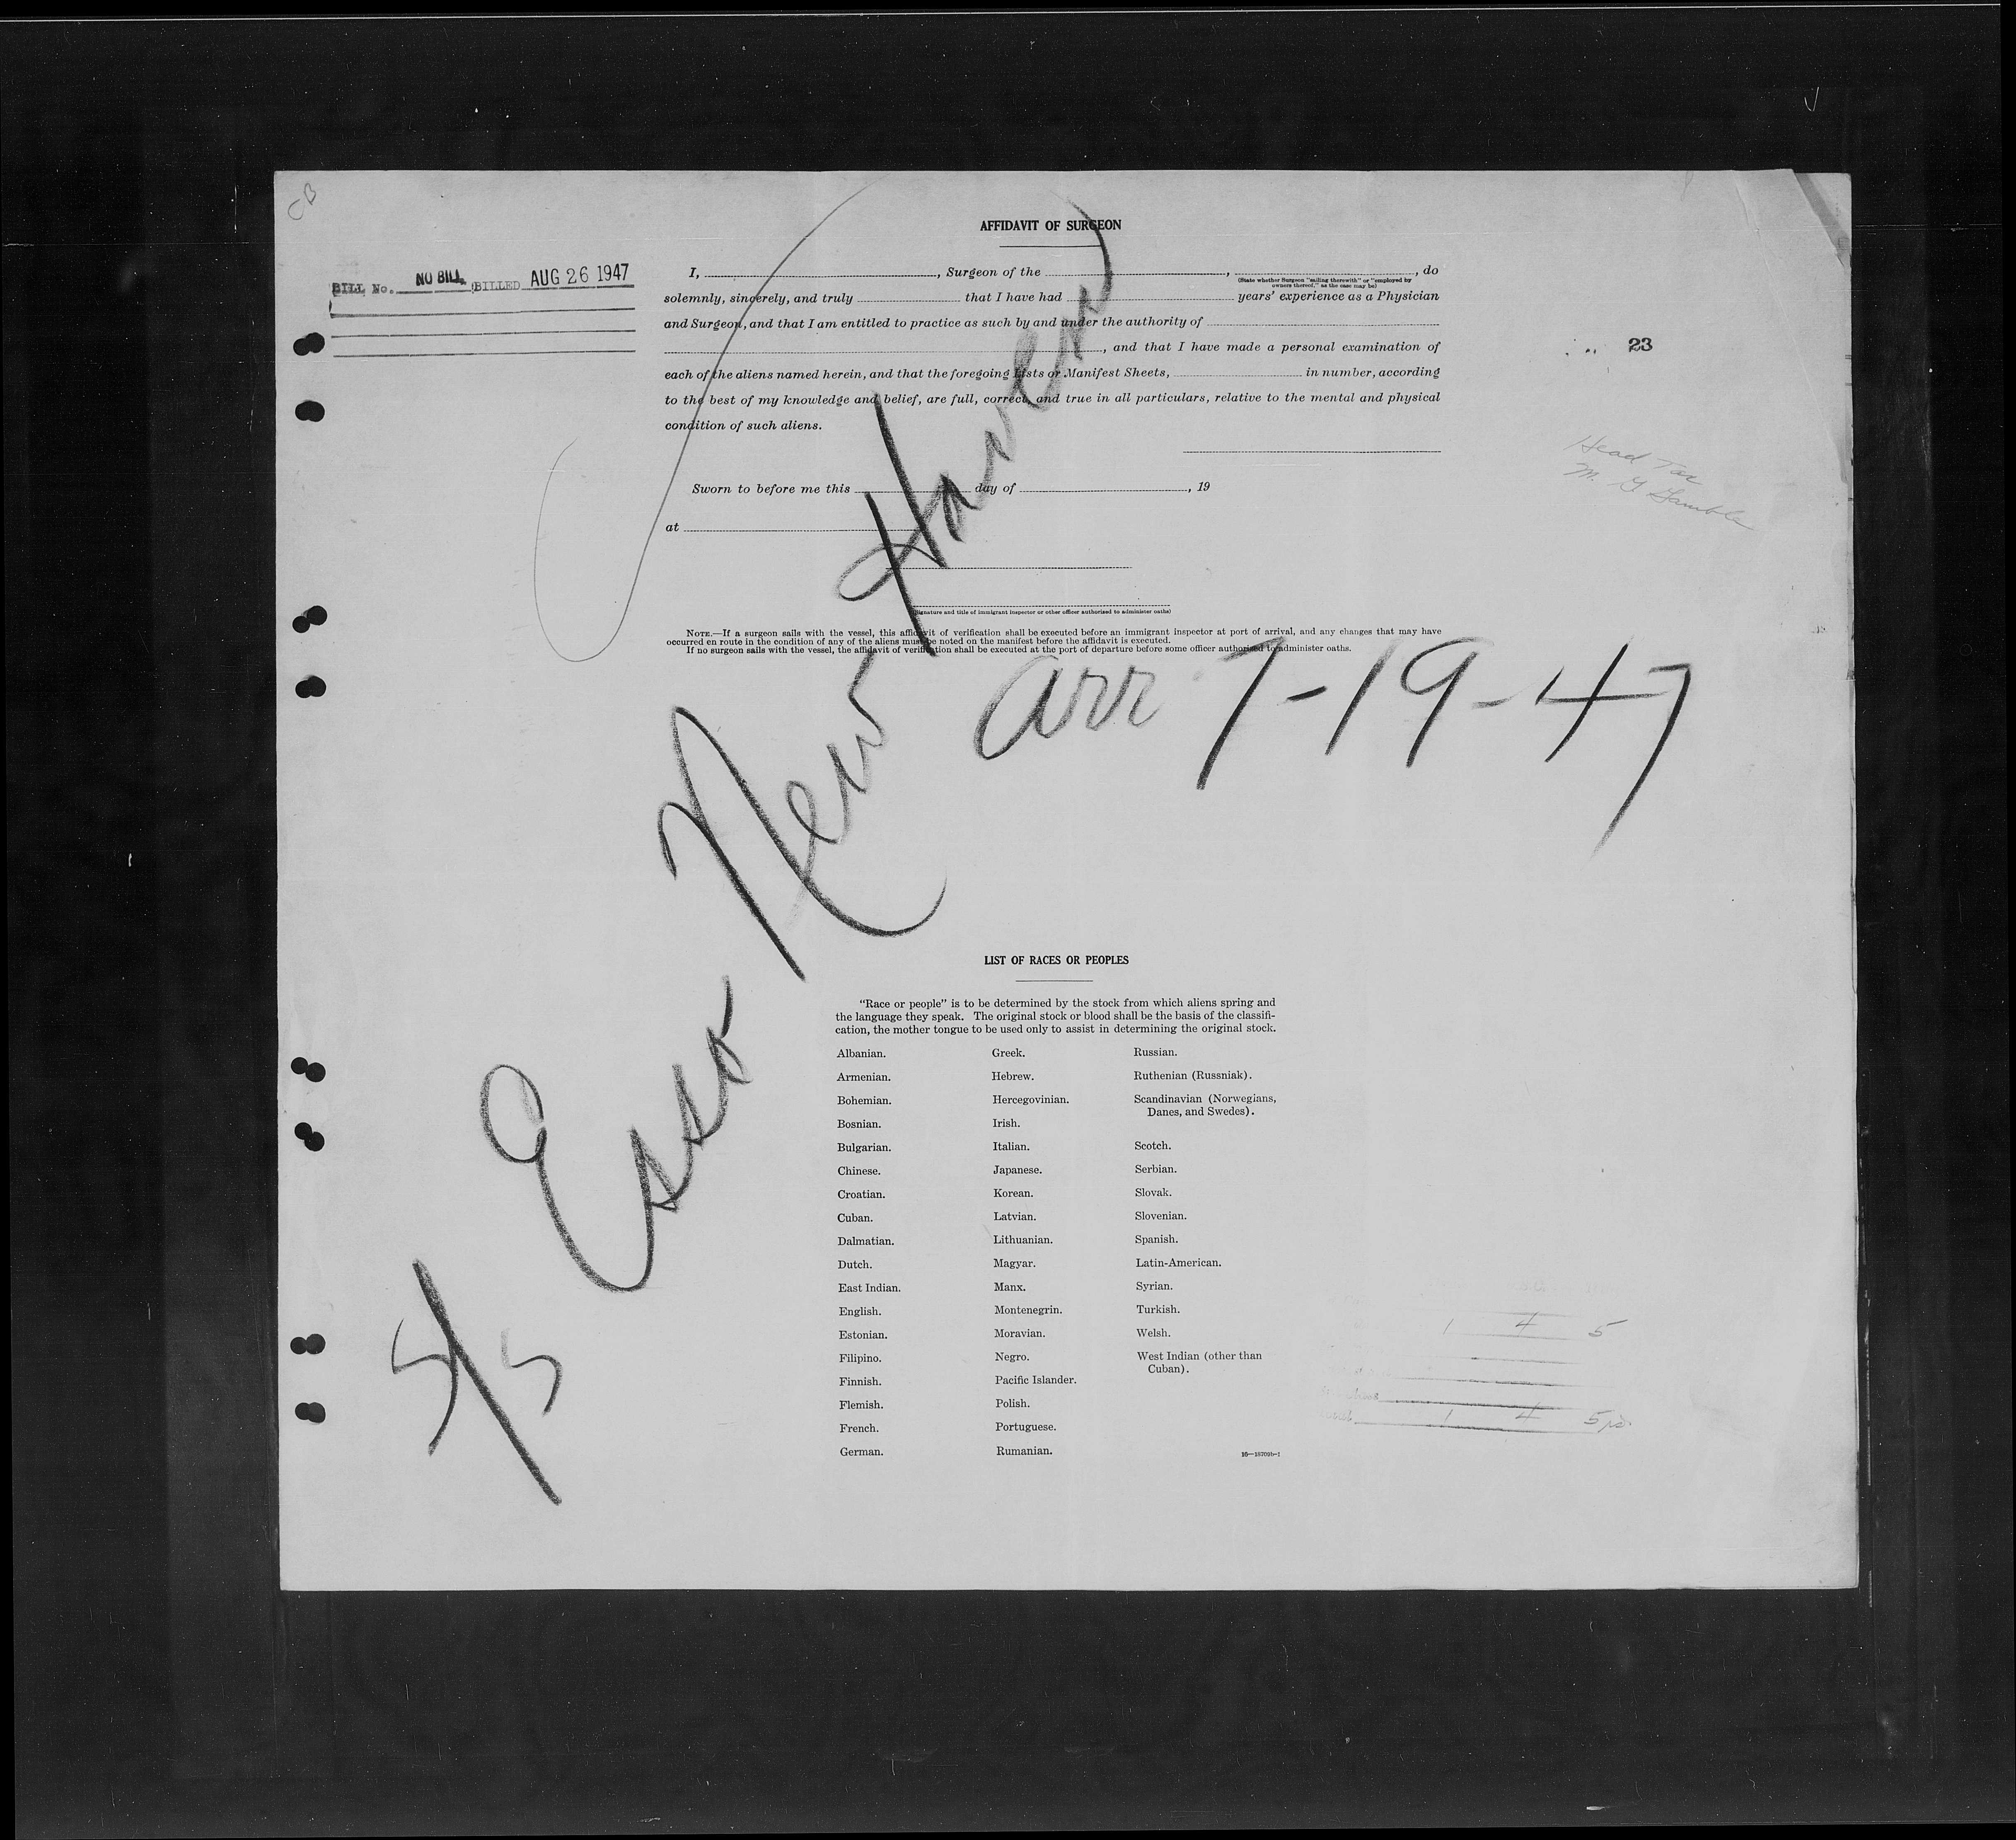 CB
AFFIDAVIT OF SURGEON
BILL No. NO BILL BILLED AUG 26 1947
I, , Surgeon of the , , do
(State whether Surgeon "sailing therewith" or "employed by
owners thereof," as the case may be)
solemnly, sincerely, and truly that I have had years' experience as a Physician
and Surgeon, and that I am entitled to practice as such by and under the authority of
, and that I have made a personal examination of
23
each of the aliens named herein, and that the foregoing Lists or Manifest Sheets, in number, according
to the best of my knowledge and belief, are full, correct, and true in all particulars, relative to the mental and physical
condition of such aliens.
Head Tax
M. G Gamble
Sworn to before me this day of , 19
at
(Signature and title of immigrant inspector or other officer authorized to administer oaths)
NOTE.—If a surgeon sails with the vessel, this affidavit of verification shall be executed before an immigrant inspector at port of arrival, and any changes that may have
occurred en route in the condition of any of the aliens must be noted on the manifest before the affidavit is executed.
If no surgeon sails with the vessel, the affidavit of verification shall be executed at the port of departure before some officer authorized to administer oaths.
S/S Esso New Haven
arr 7-19-47
LIST OF RACES OR PEOPLES
"Race or people" is to be determined by the stock from which aliens spring and
the language they speak. The original stock or blood shall be the basis of the classifi-
cation, the mother tongue to be used only to assist in determining the original stock.
Albanian.
Armenian.
Bohemian.
Bosnian.
Bulgarian.
Chinese.
Croatian.
Cuban.
Dalmatian.
Dutch.
East Indian.
English.
Estonian.
Filipino.
Finnish.
Flemish.
French.
German.
Greek.
Hebrew.
Hercegovinian.
Irish.
Italian.
Japanese.
Korean.
Latvian.
Lithuanian.
Magyar.
Manx.
Montenegrin.
Moravian.
Negro.
Pacific Islander.
Polish.
Portuguese.
Rumanian.
Russian.
Ruthenian (Russniak).
Scandinavian (Norwegians,
Danes, and Swedes).
Scotch.
Serbian.
Slovak.
Slovenian.
Spanish.
Latin-American.
Syrian.
Turkish.
Welsh.
West Indian (other than
Cuban).
1 4 5
1 4 5